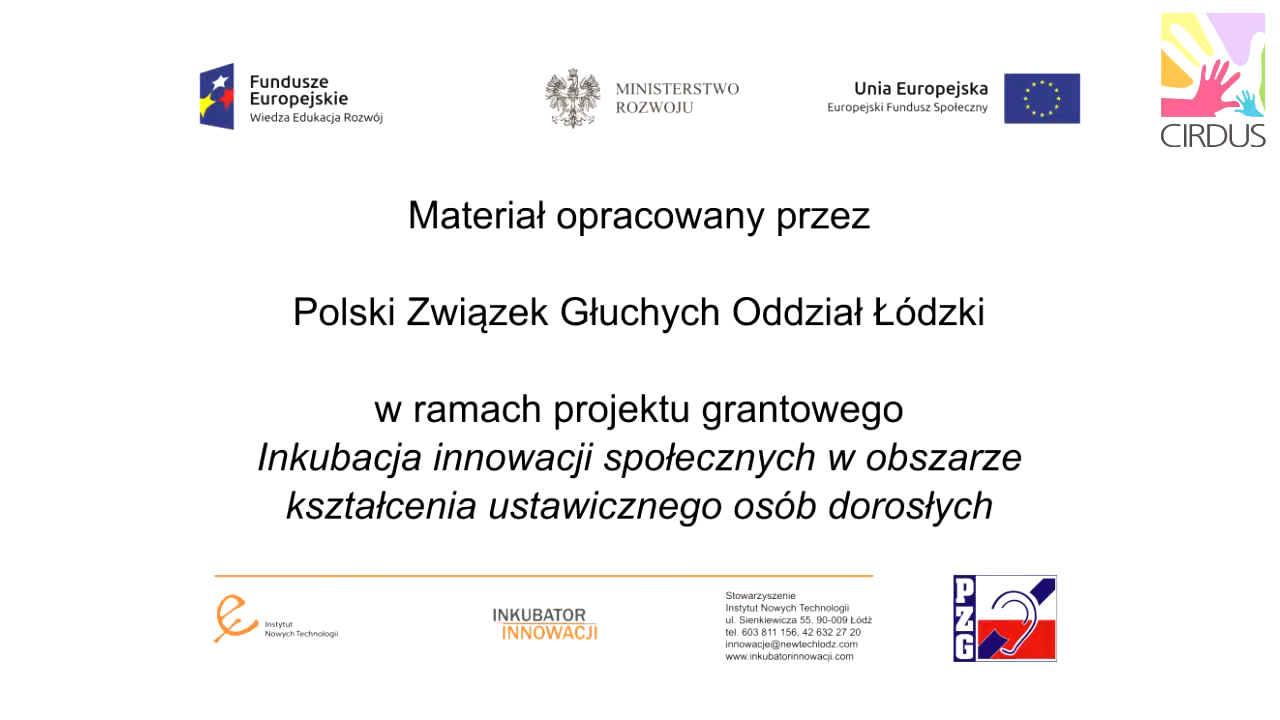 Fundusze
Europejskie
Wiedza Edukacja Rozwój
MINISTERSTWO
ROZWOJU
Unia Europejska
Europejski Fundusz Społeczny
CIRDUS
Materiał opracowany przez
Polski Związek Głuchych Oddział Łódzki
w ramach projektu grantowego
Inkubacja innowacji społecznych w obszarze
kształcenia ustawicznego osób dorosłych
Instytut
Nowych Technologii
INKUBATOR
INNOWACJI
Stowarzyszenie
Instytut Nowych Technologii
ul. Sienkiewicza 55, 90-009 Łódź
tel. 603 811 156, 42 632 27 20
innowacje@newtechlodz.com
www.inkubatorinnowacji.com
PZG